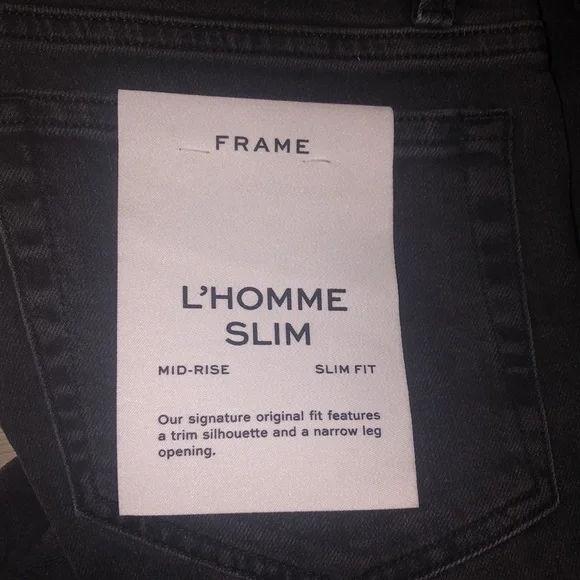 FRAME
L'HOMME
SLIM
MID-RISE SLIM FIT
Our signature original fit features
a trim silhouette and a narrow leg
opening.